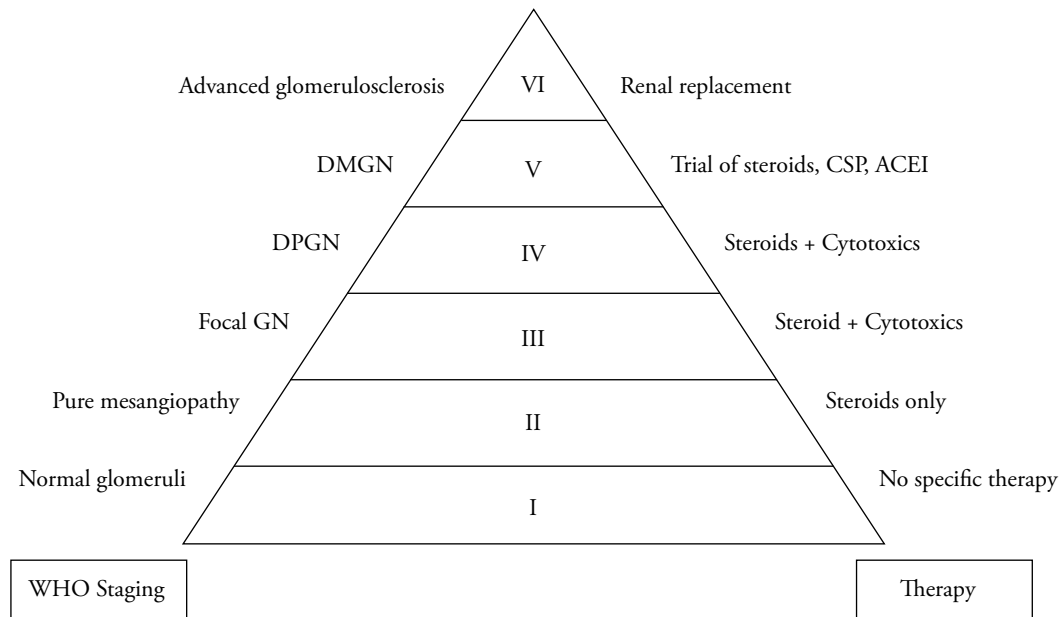 Advanced glomerulosclerosis VI Renal replacement
DMGN V Trial of steroids, CSP, ACEI
DPGN IV Steroids + Cytotoxics
Focal GN III Steroid + Cytotoxics
Pure mesangiopathy II Steroids only
Normal glomeruli I No specific therapy
WHO Staging Therapy